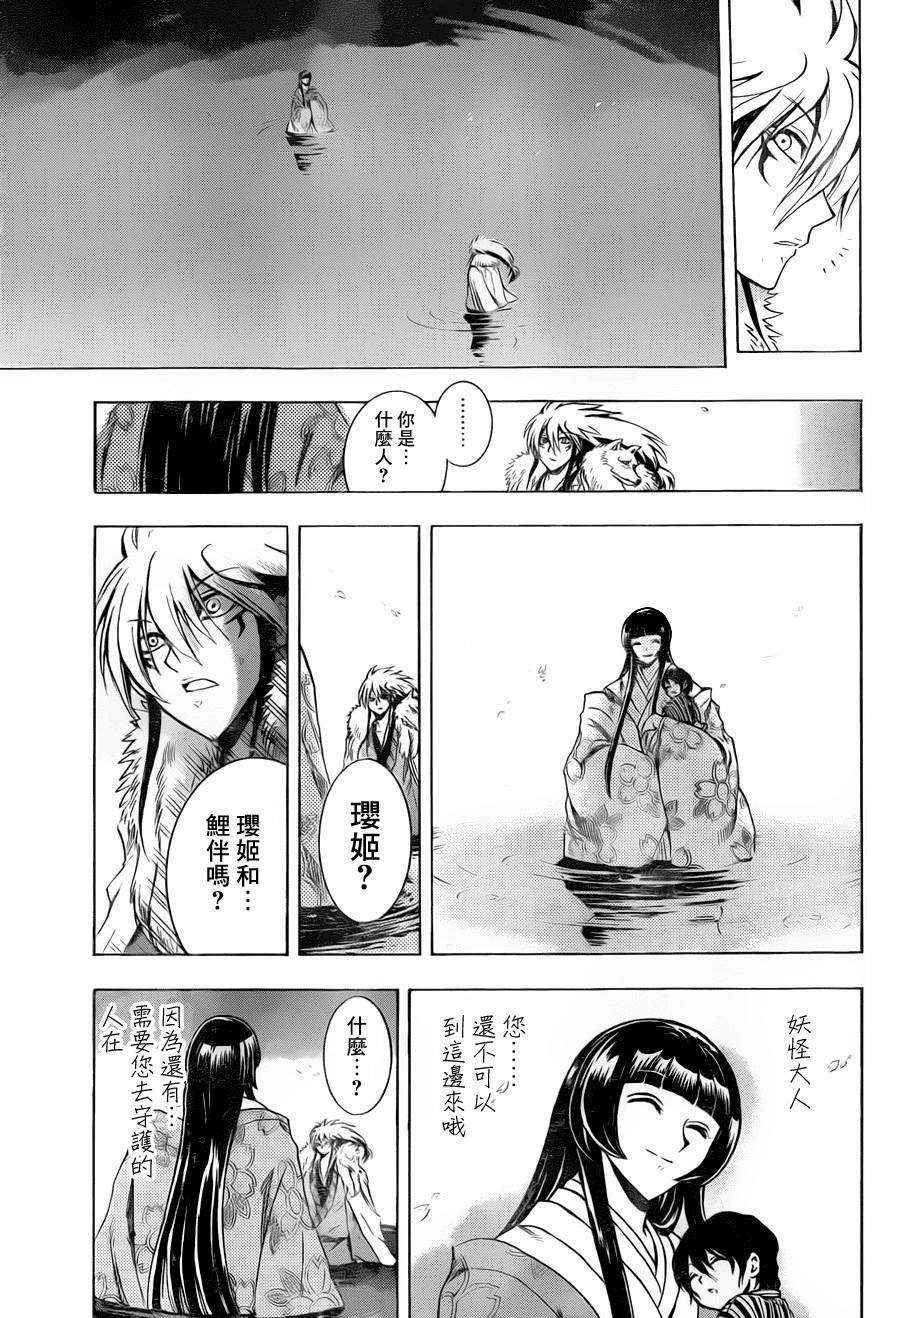 ………
你是…
什麼人？
瓔姬？
瓔姬和…
鯉伴嗎？
妖怪大人
您……
還不可以
到這邊來哦
什麼…？
因為還有…
需要您去守護的
人在